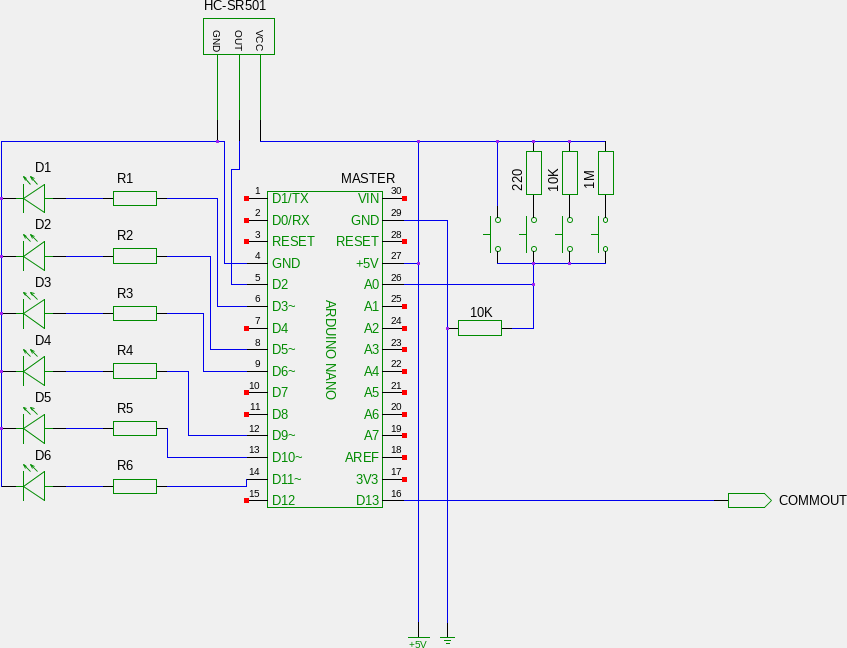 HC-SR501
GND OUT VCC
D1 R1
D2 R2
D3 R3
D4 R4
D5 R5
D6 R6
MASTER
ARDUINO NANO
1 D1/TX VIN 30
2 D0/RX GND 29
3 RESET RESET 28
4 GND +5V 27
5 D2 A0 26
6 D3~ A1 25
7 D4 A2 24
8 D5~ A3 23
9 D6~ A4 22
10 D7 A5 21
11 D8 A6 20
12 D9~ A7 19
13 D10~ AREF 18
14 D11~ 3V3 17
15 D12 D13 16
220 10K 1M
10K
COMMOUT
+5V